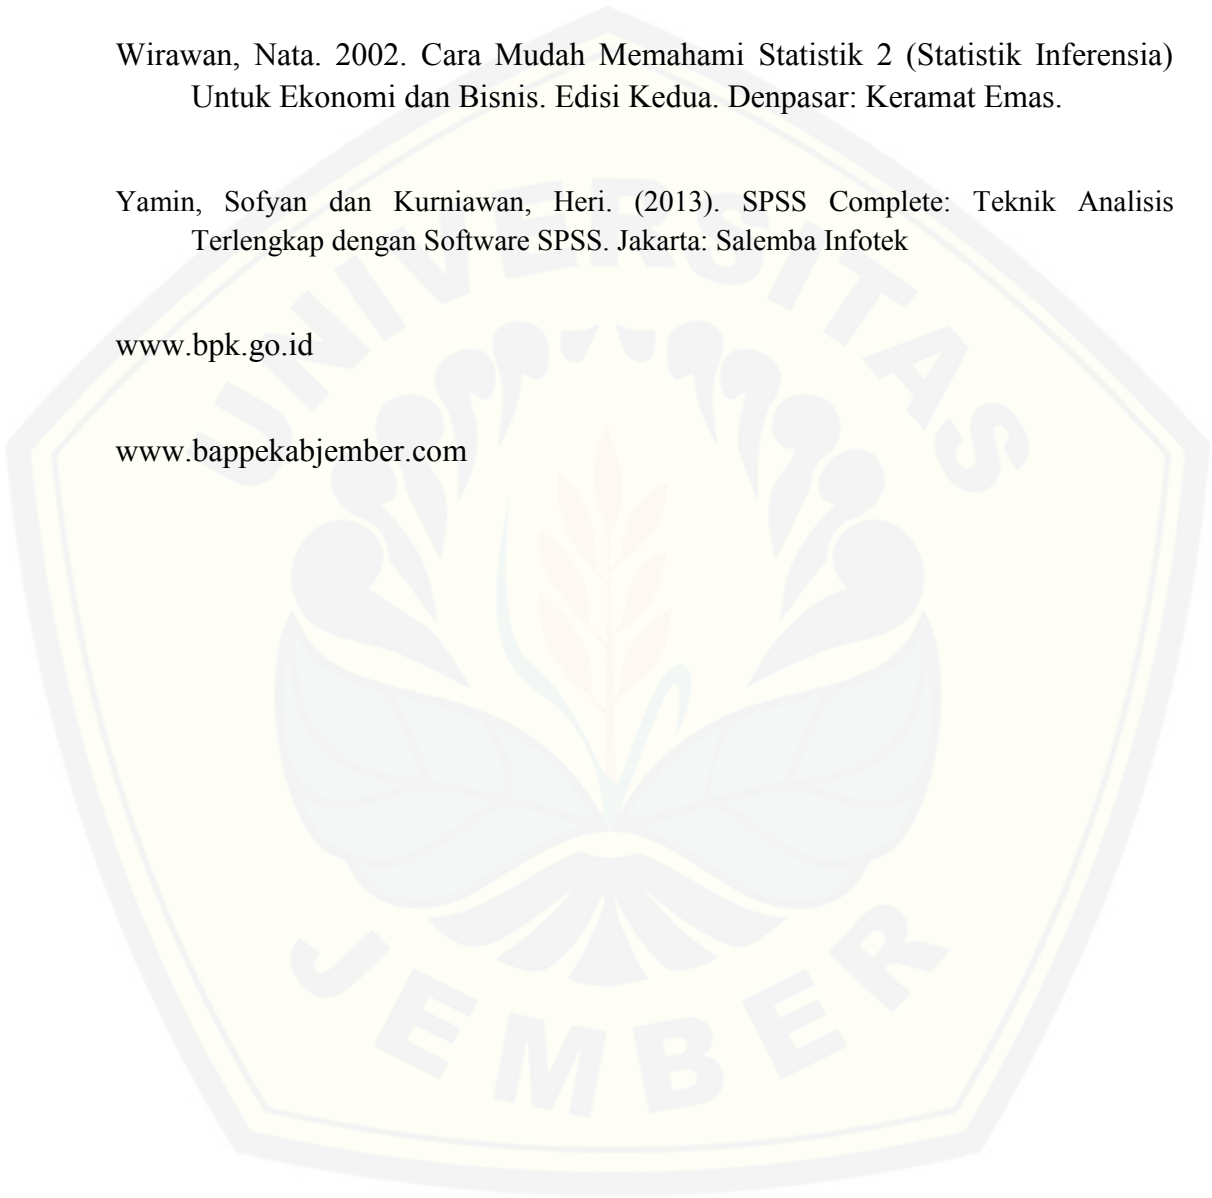 Wirawan, Nata. 2002. Cara Mudah Memahami Statistik 2 (Statistik Inferensia)
Untuk Ekonomi dan Bisnis. Edisi Kedua. Denpasar: Keramat Emas.
Yamin, Sofyan dan Kurniawan, Heri. (2013). SPSS Complete: Teknik Analisis
Terlengkap dengan Software SPSS. Jakarta: Salemba Infotek
www.bpk.go.id
www.bappekabjember.com
UNIVERSITAS
JEMBER